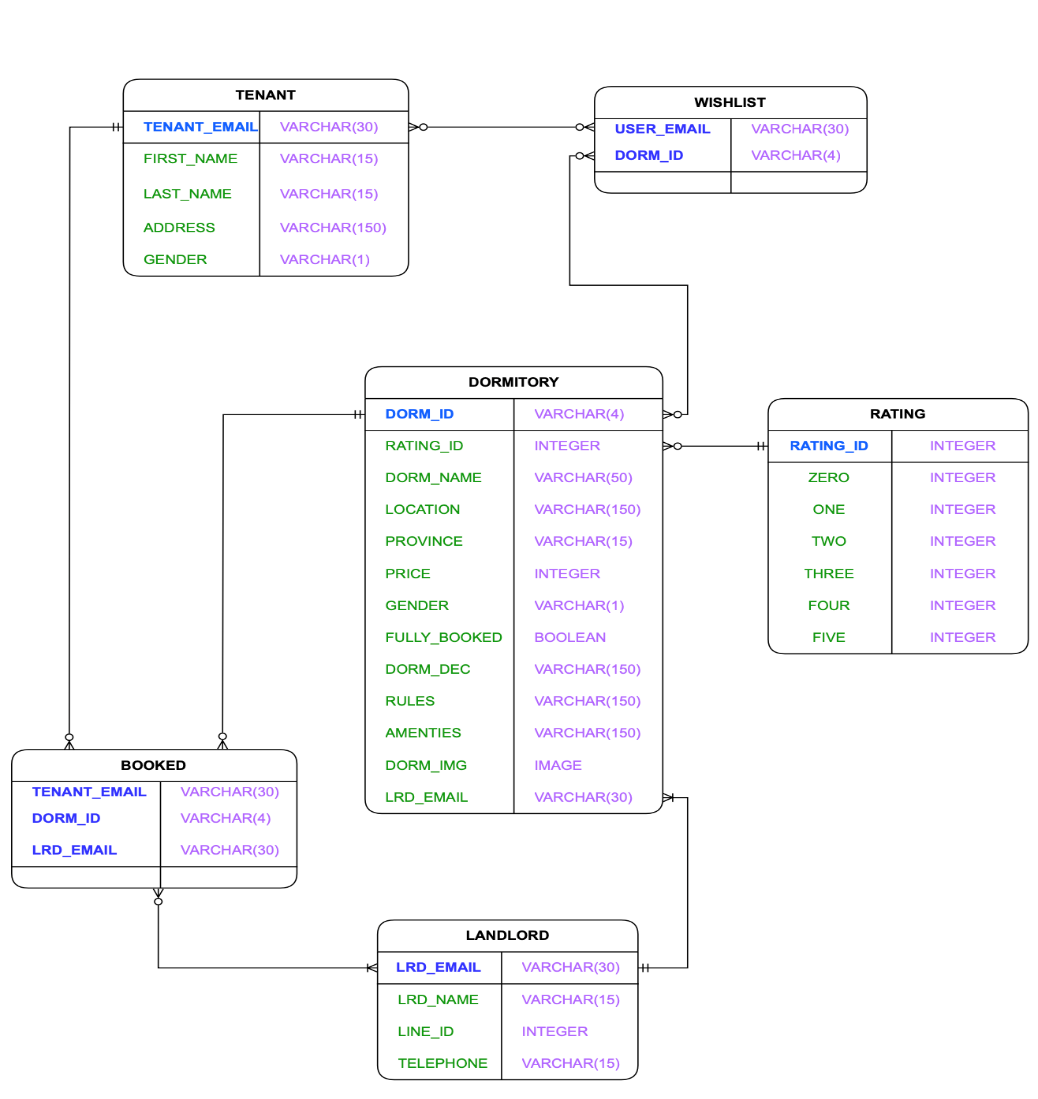 TENANT
TENANT_EMAIL VARCHAR(30)
FIRST_NAME VARCHAR(15)
LAST_NAME VARCHAR(15)
ADDRESS VARCHAR(150)
GENDER VARCHAR(1)
WISHLIST
USER_EMAIL VARCHAR(30)
DORM_ID VARCHAR(4)
DORMITORY
DORM_ID VARCHAR(4)
RATING_ID INTEGER
DORM_NAME VARCHAR(50)
LOCATION VARCHAR(150)
PROVINCE VARCHAR(15)
PRICE INTEGER
GENDER VARCHAR(1)
FULLY_BOOKED BOOLEAN
DORM_DEC VARCHAR(150)
RULES VARCHAR(150)
AMENTIES VARCHAR(150)
DORM_IMG IMAGE
LRD_EMAIL VARCHAR(30)
RATING
RATING_ID INTEGER
ZERO INTEGER
ONE INTEGER
TWO INTEGER
THREE INTEGER
FOUR INTEGER
FIVE INTEGER
BOOKED
TENANT_EMAIL VARCHAR(30)
DORM_ID VARCHAR(4)
LRD_EMAIL VARCHAR(30)
LANDLORD
LRD_EMAIL VARCHAR(30)
LRD_NAME VARCHAR(15)
LINE_ID INTEGER
TELEPHONE VARCHAR(15)